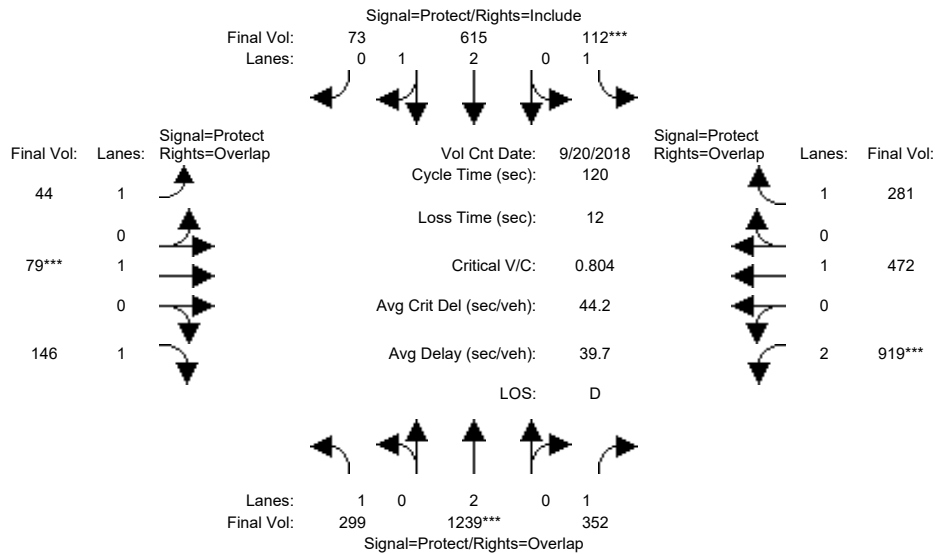 Signal=Protect/Rights=Include
Final Vol: 73 615 112***
Lanes: 0 1 2 0 1
Signal=Protect
Final Vol: Lanes: Rights=Overlap
Vol Cnt Date: 9/20/2018
Signal=Protect
Rights=Overlap Lanes: Final Vol:
Cycle Time (sec): 120
44 1
1 281
Loss Time (sec): 12
0
0
79*** 1
Critical V/C: 0.804
1 472
0
Avg Crit Del (sec/veh): 44.2
0
146 1
Avg Delay (sec/veh): 39.7
2 919***
LOS: D
Lanes: 1 0 2 0 1
Final Vol: 299 1239*** 352
Signal=Protect/Rights=Overlap